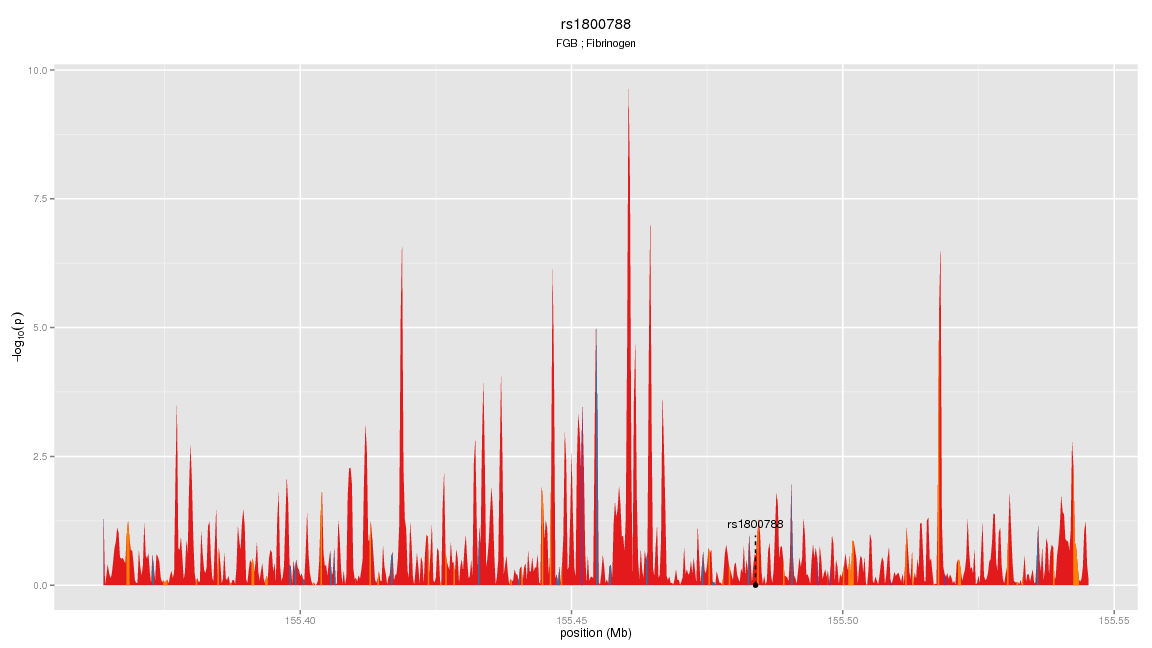 rs1800788
FGB ; Fibrinogen
10.0
7.5
5.0
2.5
0.0
−log10(p)
rs1800788
155.40
155.45
155.50
155.55
position (Mb)